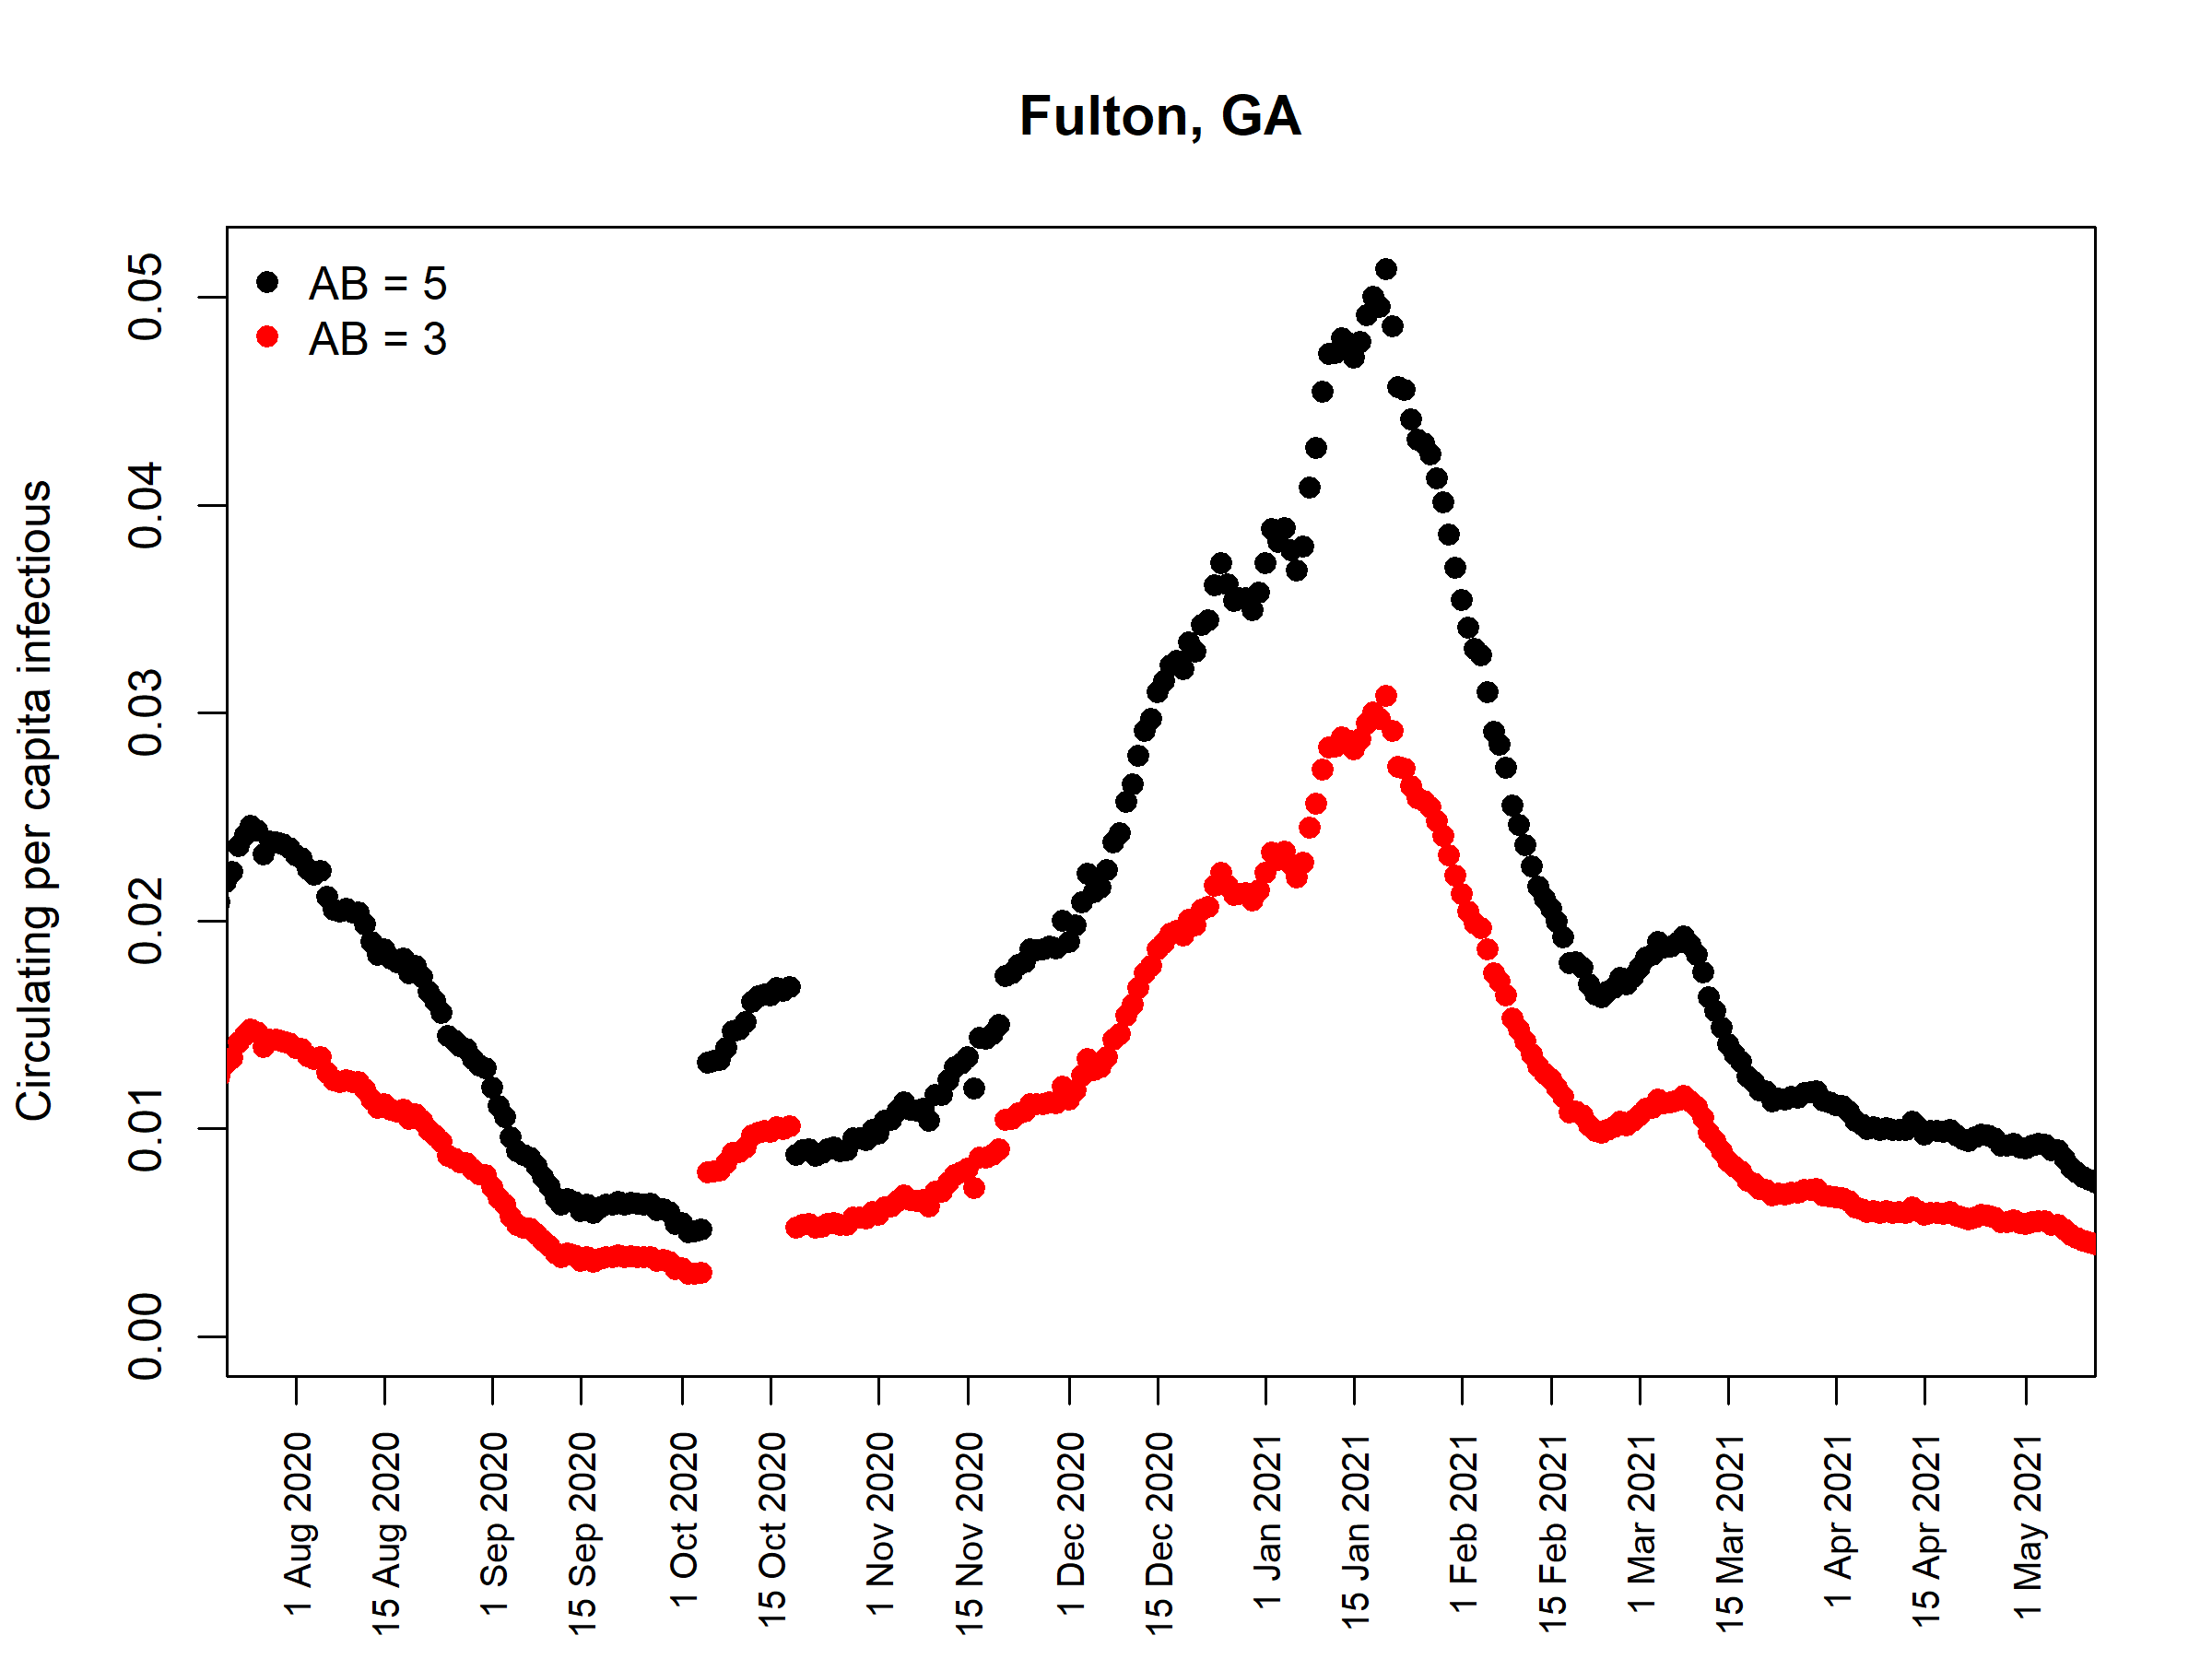 Fulton, GA
AB = 5
AB = 3
Circulating per capita infectious
0.05
0.04
0.03
0.02
0.01
0.00
1 Aug 2020
15 Aug 2020
1 Sep 2020
15 Sep 2020
1 Oct 2020
15 Oct 2020
1 Nov 2020
15 Nov 2020
1 Dec 2020
15 Dec 2020
1 Jan 2021
15 Jan 2021
1 Feb 2021
15 Feb 2021
1 Mar 2021
15 Mar 2021
1 Apr 2021
15 Apr 2021
1 May 2021